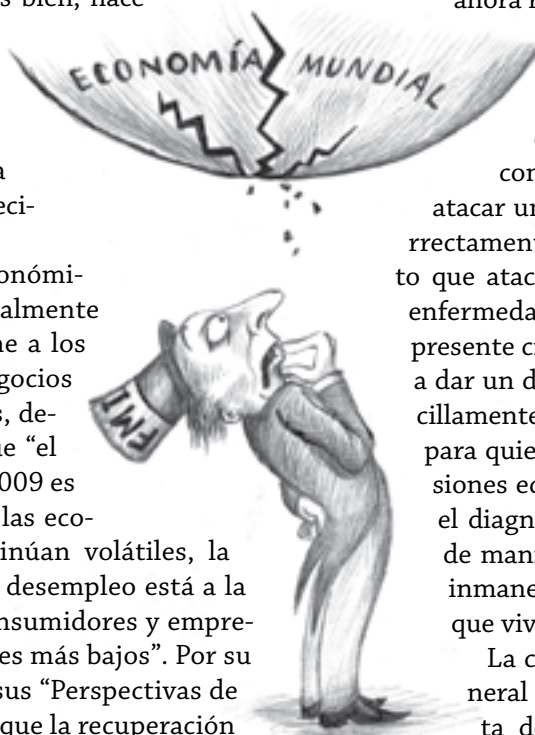 s bien, hace
a
eci-
onómi-
almente
ne a los
gocios
s, de-
ue “el
009 es
las eco-
inúan volátiles, la
desempleo está a la
nsumidores y empre-
es más bajos”. Por su
sus “Perspectivas de
que la recuperación
ECONOMÍA MUNDIAL
FMI
ahora
con
atacar un
rrectament
to que atac
enfermeda
presente c
a dar un d
cillamente
para quie
siones ec
el diagn
de man
inmane
que viv
La c
neral
ta de